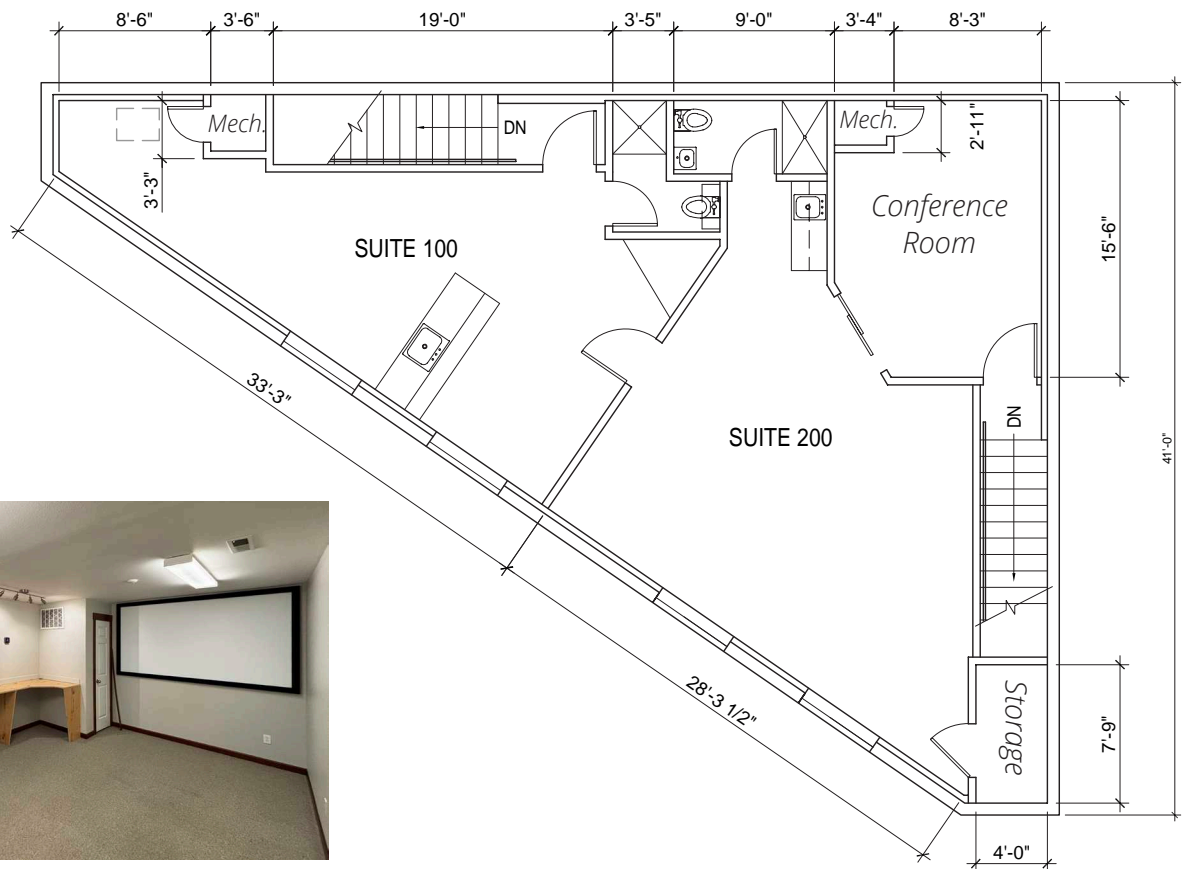 8'-6"
3'-6"
19'-0"
3'-5"
9'-0"
3'-4"
8'-3"
Mech.
DN
Mech.
2'-11"
3'-3"
Conference
Room
15'-6"
SUITE 100
33'-3"
SUITE 200
DN
41'-0"
28'-3 1/2"
Storage
7'-9"
4'-0"